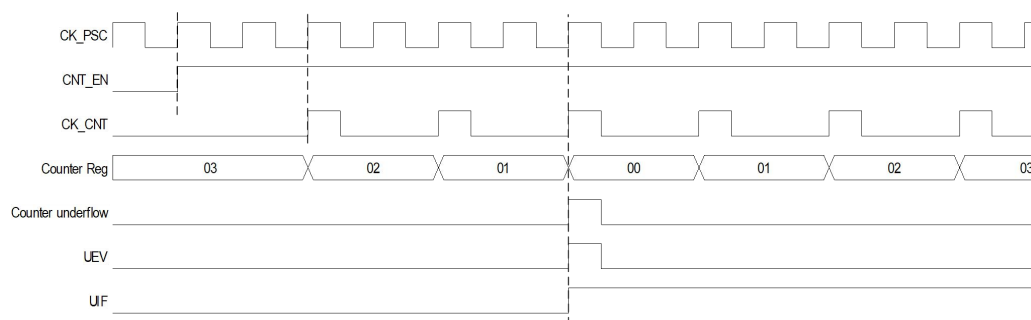 CK_PSC
CNT_EN
CK_CNT
Counter Reg 03 02 01 00 01 02 03
Counter underflow
UEV
UIF